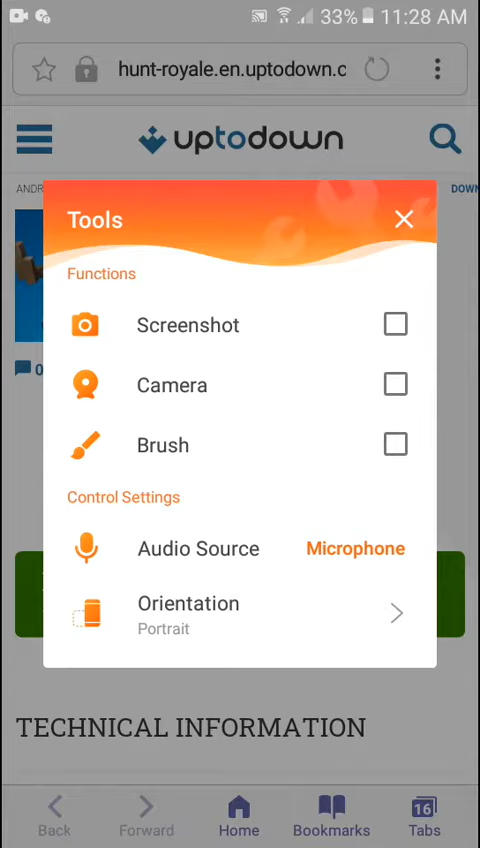 33% 11:28 AM
hunt-royale.en.uptodown.c
uptodown
ANDR
DOWN
Tools
Functions
Screenshot
Camera
Brush
Control Settings
Audio Source Microphone
Orientation
Portrait
0
TECHNICAL INFORMATION
Back Forward Home Bookmarks 16 Tabs